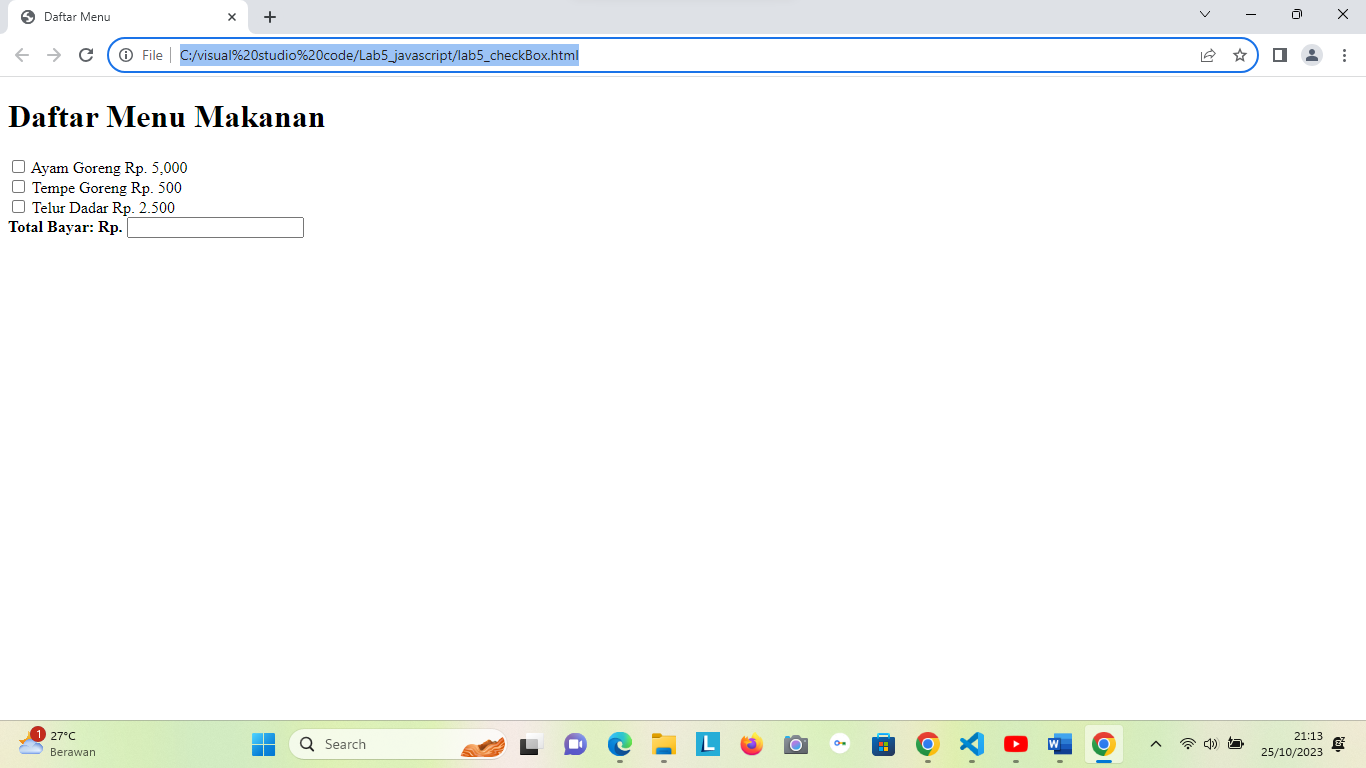 Daftar Menu
File
C:/visual%20studio%20code/Lab5_javascript/lab5_checkBox.html
Daftar Menu Makanan
Ayam Goreng Rp. 5,000
Tempe Goreng Rp. 500
Telur Dadar Rp. 2.500
Total Bayar: Rp.
1
27°C
Berawan
Search
L
W
21:13
25/10/2023